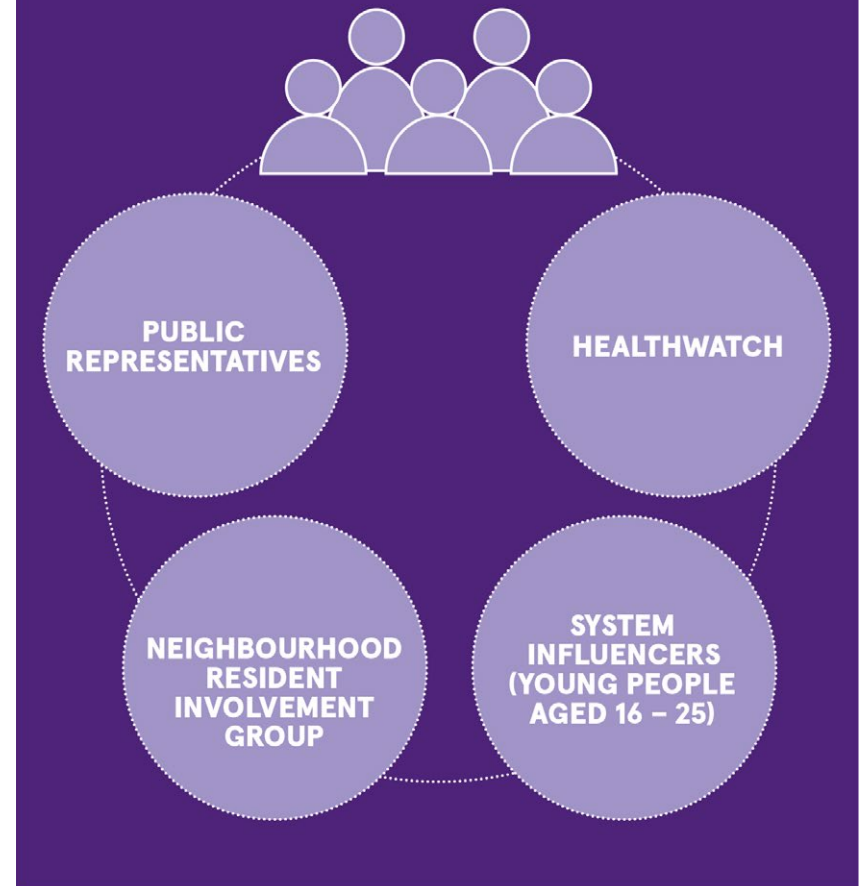 PUBLIC
REPRESENTATIVES
HEALTHWATCH
NEIGHBOURHOOD
RESIDENT
INVOLVEMENT
GROUP
SYSTEM
INFLUENCERS
(YOUNG PEOPLE
AGED 16 – 25)